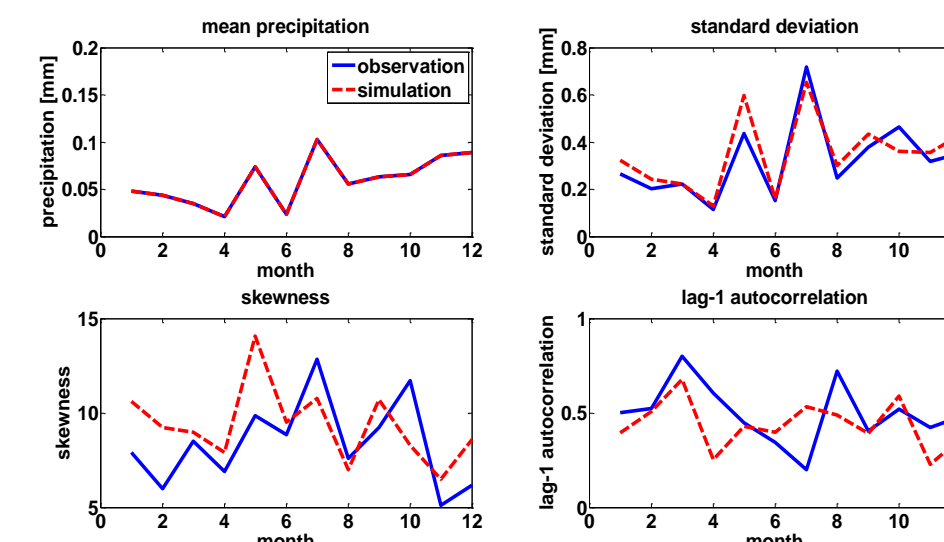 mean precipitation
precipitation [mm]
0.2
0.15
0.1
0.05
0
observation
simulation
0 2 4 6 8 10 12
month
standard deviation
standard deviation [mm]
0.8
0.6
0.4
0.2
0
0 2 4 6 8 10
month
skewness
skewness
15
10
5
0 2 4 6 8 10 12
month
lag-1 autocorrelation
lag-1 autocorrelation
1
0.5
0
0 2 4 6 8 10
month